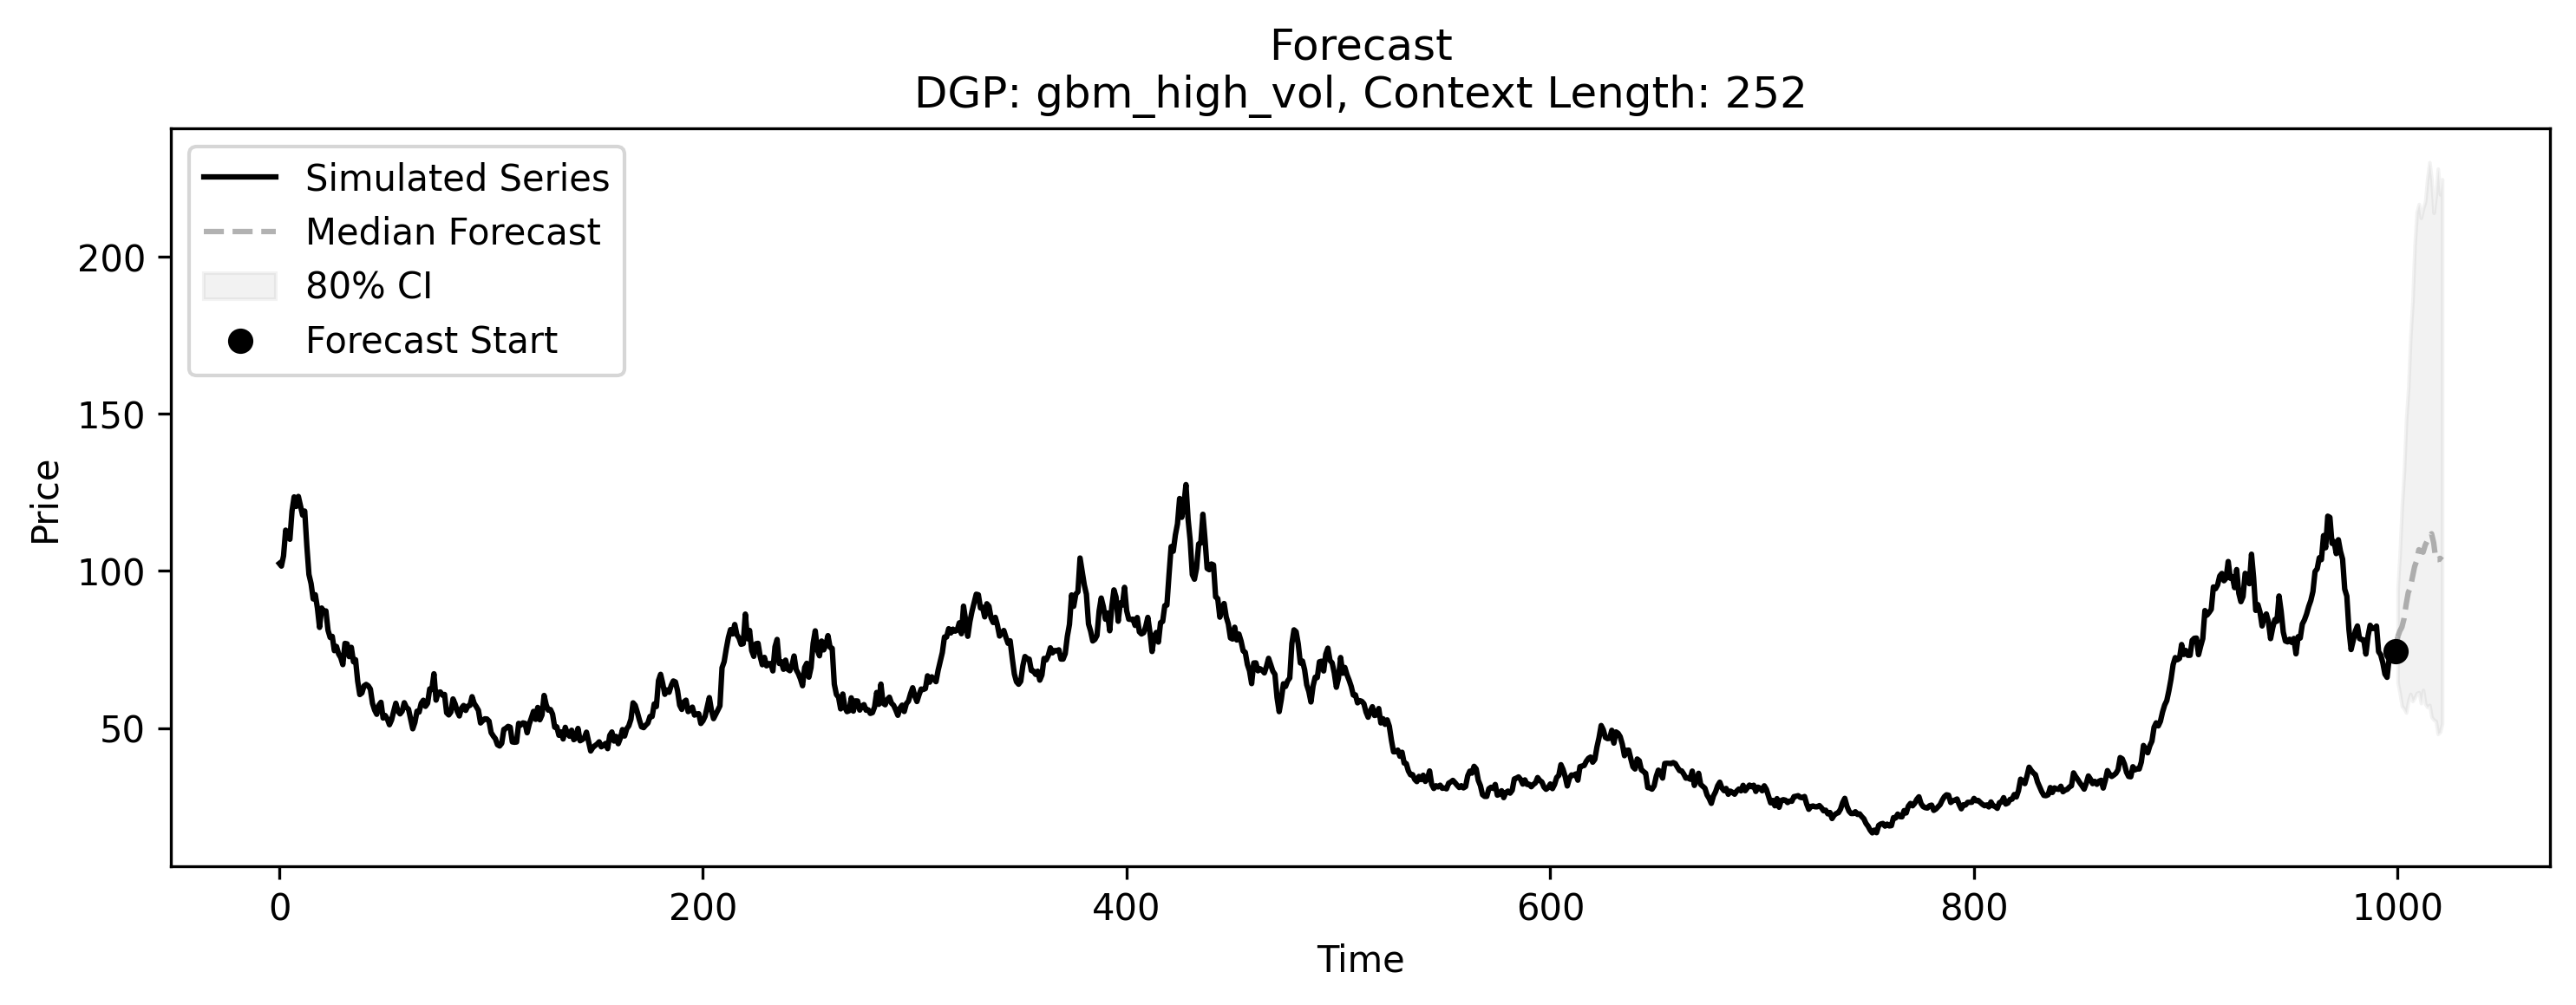 Forecast
DGP: gbm_high_vol, Context Length: 252
Simulated Series
Median Forecast
80% CI
Forecast Start
Price
200
150
100
50
0
200
400
600
800
1000
Time